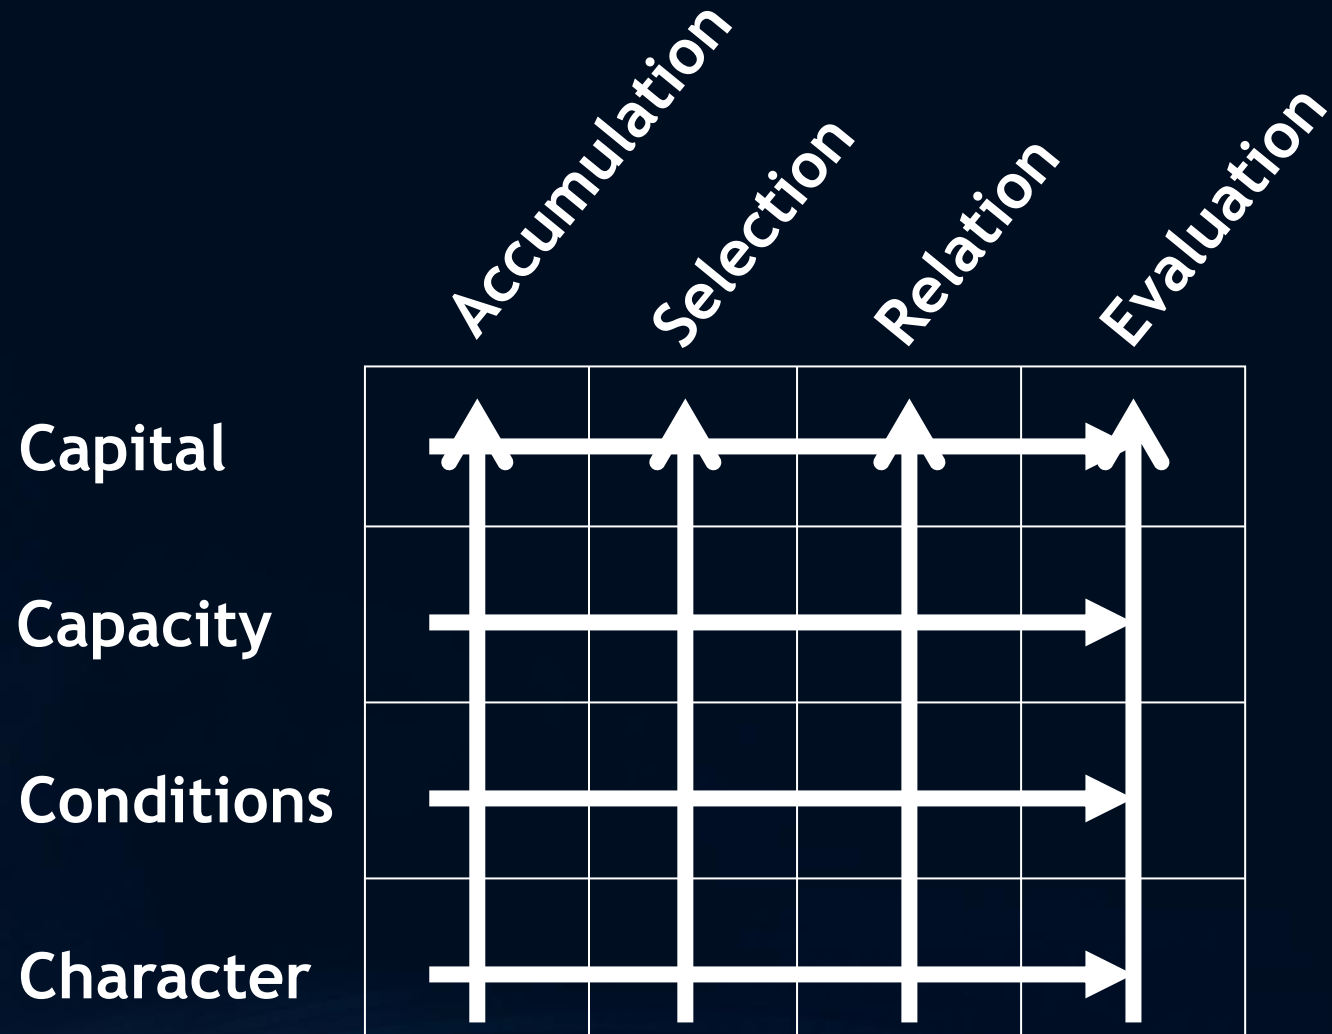 Accumulation
Selection
Relation
Evaluation
Capital
Capacity
Conditions
Character